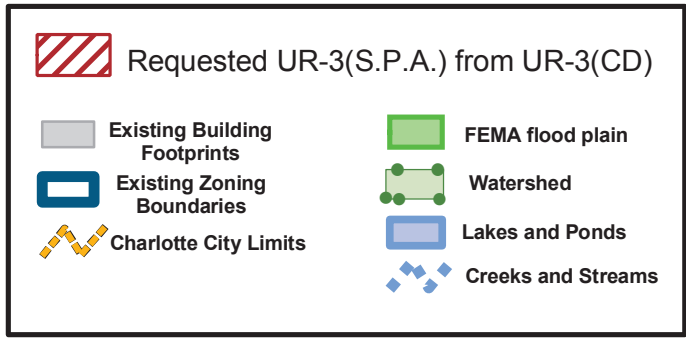 Requested UR-3(S.P.A.) from UR-3(CD)
Existing Building
Footprints
Existing Zoning
Boundaries
Charlotte City Limits
FEMA flood plain
Watershed
Lakes and Ponds
Creeks and Streams